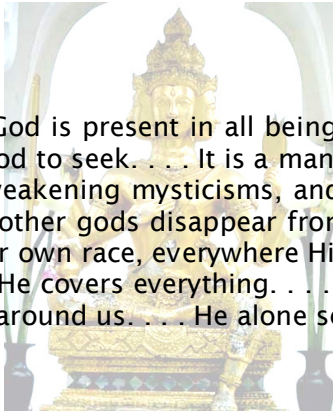 God is present in all being
od to seek. . . . It is a man
weakening mysticisms, and
other gods disappear from
r own race, everywhere Hi
He covers everything. . . .
around us. . . . He alone se